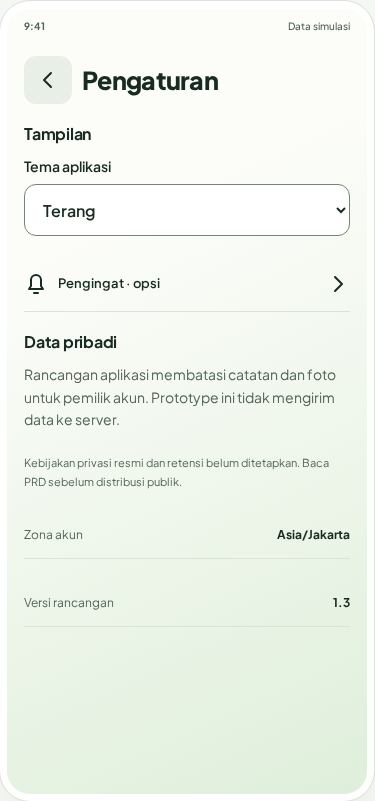 9:41
Data simulasi
Pengaturan
Tampilan
Tema aplikasi
Terang
Pengingat · opsi
Data pribadi
Rancangan aplikasi membatasi catatan dan foto
untuk pemilik akun. Prototype ini tidak mengirim
data ke server.
Kebijakan privasi resmi dan retensi belum ditetapkan. Baca
PRD sebelum distribusi publik.
Zona akun
Asia/Jakarta
Versi rancangan
1.3